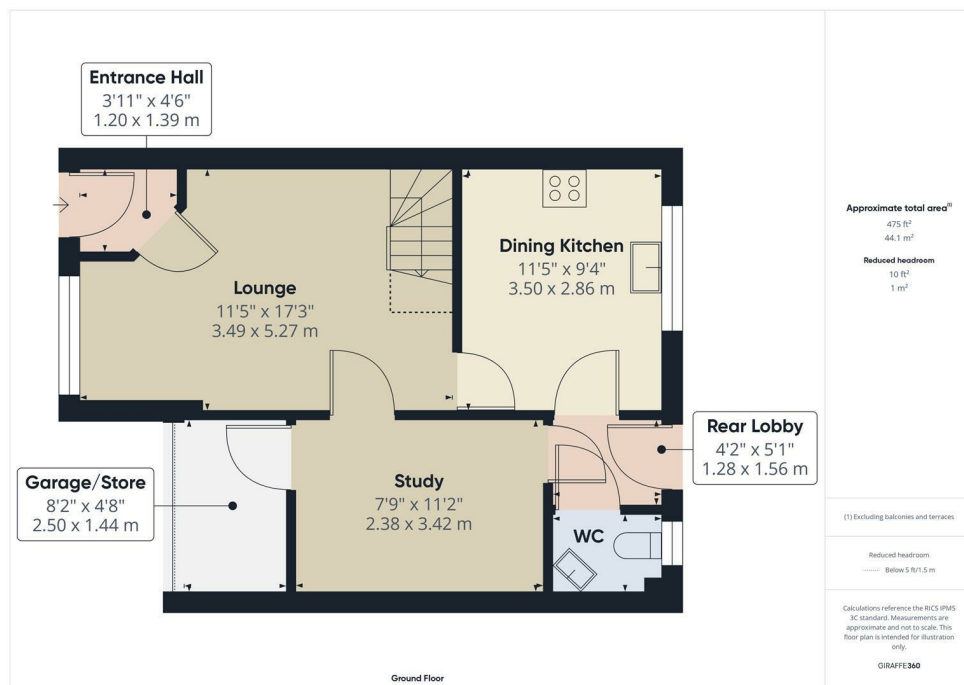 Entrance Hall
3'11" x 4'6"
1.20 x 1.39 m
Lounge
11'5" x 17'3"
3.49 x 5.27 m
Dining Kitchen
11'5" x 9'4"
3.50 x 2.86 m
Rear Lobby
4'2" x 5'1"
1.28 x 1.56 m
Garage/Store
8'2" x 4'8"
2.50 x 1.44 m
Study
7'9" x 11'2"
2.38 x 3.42 m
WC
Ground Floor
Approximate total area(1)
475 ft²
44.1 m²
Reduced headroom
10 ft²
1 m²
(1) Excluding balconies and terraces
Reduced headroom
........ Below 5 ft/1.5 m
Calculations reference the RICS IPMS
3C standard. Measurements are
approximate and not to scale. This
floor plan is intended for illustration
only.
GIRAFFE360